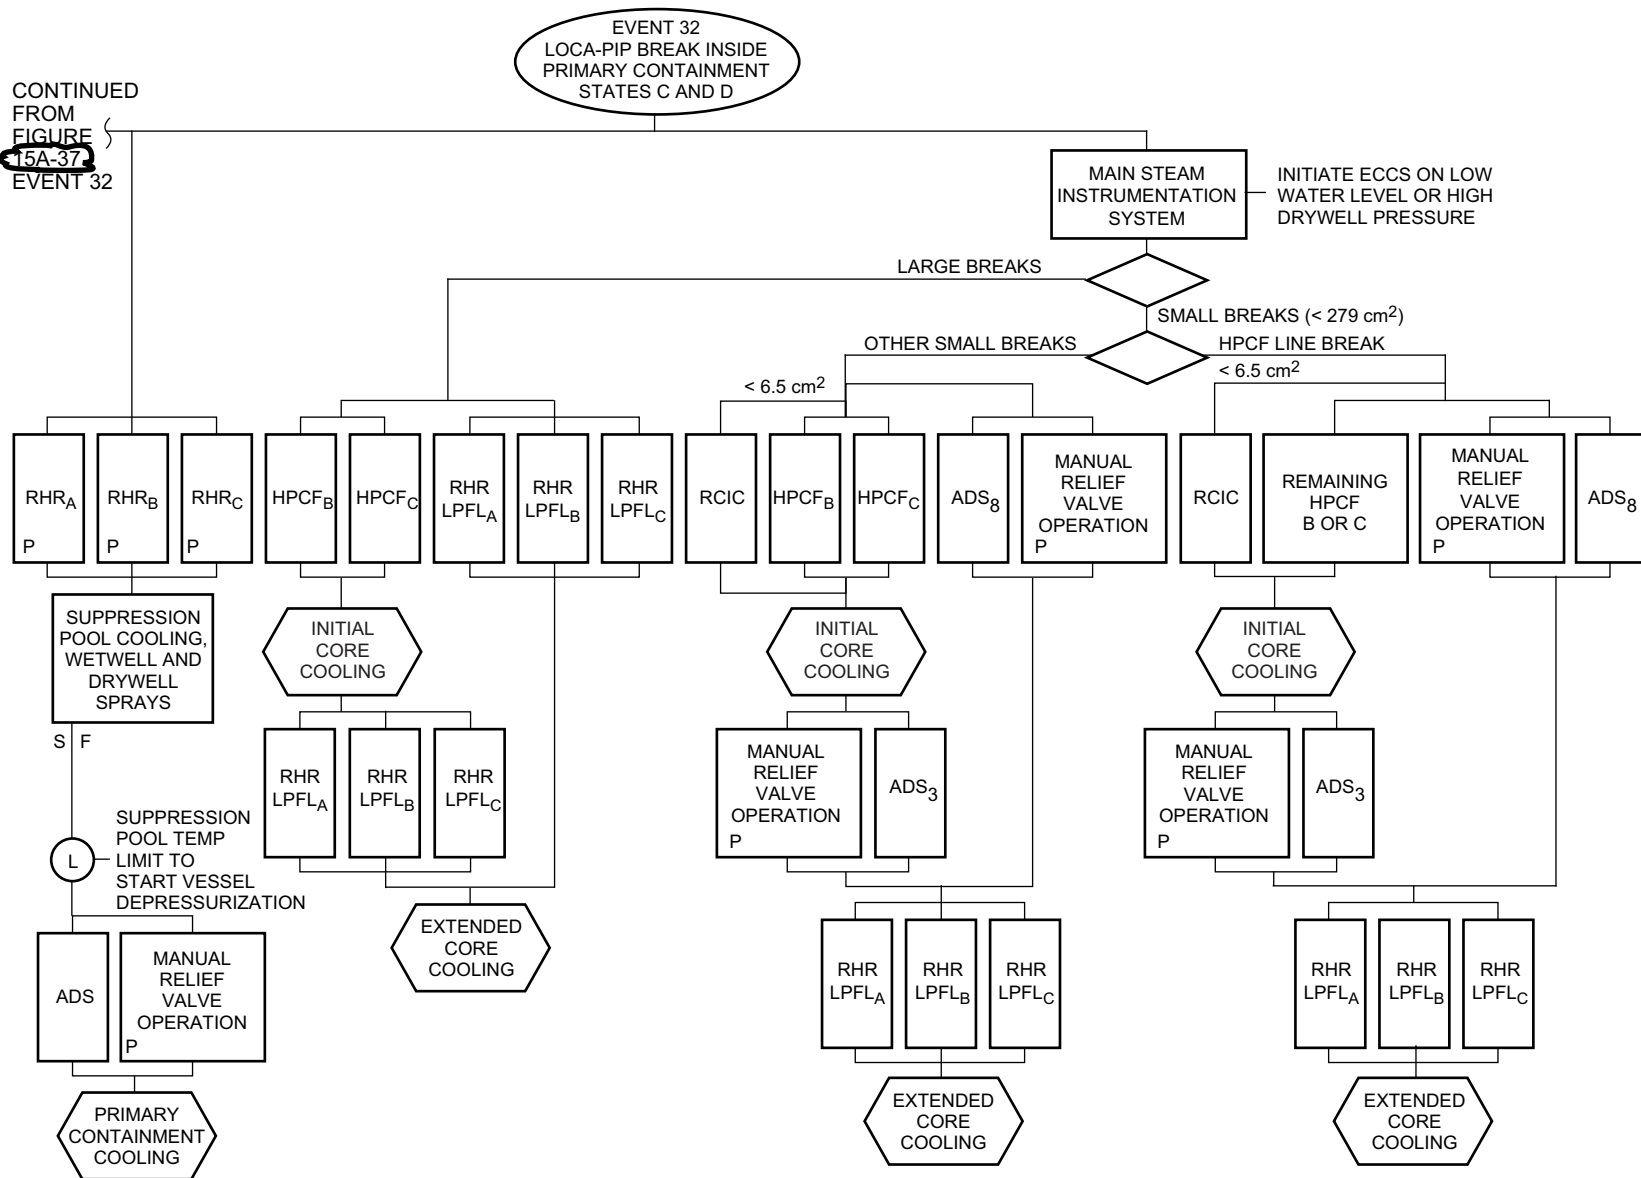 EVENT 32
LOCA-PIP BREAK INSIDE
PRIMARY CONTAINMENT
STATES C AND D
CONTINUED
FROM
FIGURE
15A-37
EVENT 32
MAIN STEAM
INSTRUMENTATION
SYSTEM
INITIATE ECCS ON LOW
WATER LEVEL OR HIGH
DRYWELL PRESSURE
LARGE BREAKS
SMALL BREAKS (< 279 cm2)
OTHER SMALL BREAKS
HPCF LINE BREAK
< 6.5 cm2
< 6.5 cm2
RHRA
P
RHRB
P
RHRC
P
HPCFB
HPCFC
RHR
LPFLA
RHR
LPFLB
RHR
LPFLC
RCIC
HPCFB
HPCFC
ADS8
MANUAL
RELIEF
VALVE
OPERATION
P
RCIC
REMAINING
HPCF
B OR C
MANUAL
RELIEF
VALVE
OPERATION
P
ADS8
SUPPRESSION
POOL COOLING,
WETWELL AND
DRYWELL
SPRAYS
INITIAL
CORE
COOLING
INITIAL
CORE
COOLING
INITIAL
CORE
COOLING
S F
RHR
LPFLA
RHR
LPFLB
RHR
LPFLC
MANUAL
RELIEF
VALVE
OPERATION
P
ADS3
MANUAL
RELIEF
VALVE
OPERATION
P
ADS3
L
SUPPRESSION
POOL TEMP
LIMIT TO
START VESSEL
DEPRESSURIZATION
EXTENDED
CORE
COOLING
ADS
MANUAL
RELIEF
VALVE
OPERATION
P
RHR
LPFLA
RHR
LPFLB
RHR
LPFLC
RHR
LPFLA
RHR
LPFLB
RHR
LPFLC
PRIMARY
CONTAINMENT
COOLING
EXTENDED
CORE
COOLING
EXTENDED
CORE
COOLING